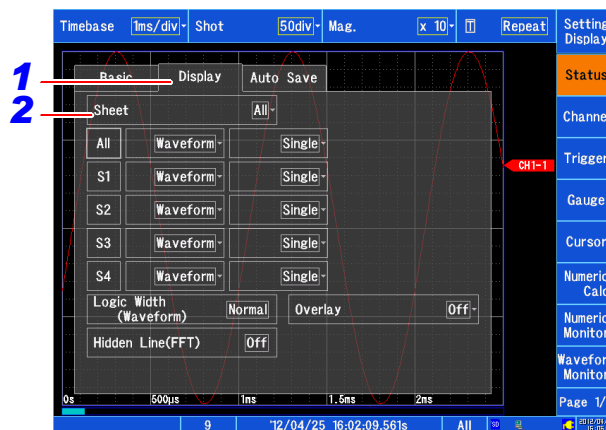 Timebase 1ms/div Shot 50div Mag. x 10 Repeat
Setting
Display
Status
Channel
Trigger
Gauge
Cursor
Numeric
Calc
Numeric
Monitor
Waveform
Monitor
Page 1/
1
2
Basic Display Auto Save
Sheet All
All Waveform Single
S1 Waveform Single
S2 Waveform Single
S3 Waveform Single
S4 Waveform Single
Logic Width
(Waveform) Normal Overlay Off
Hidden Line(FFT) Off
CH1-1
0s 500µs 1ms 1.5ms 2ms
9 '12/04/25 16:02:09.561s All SD